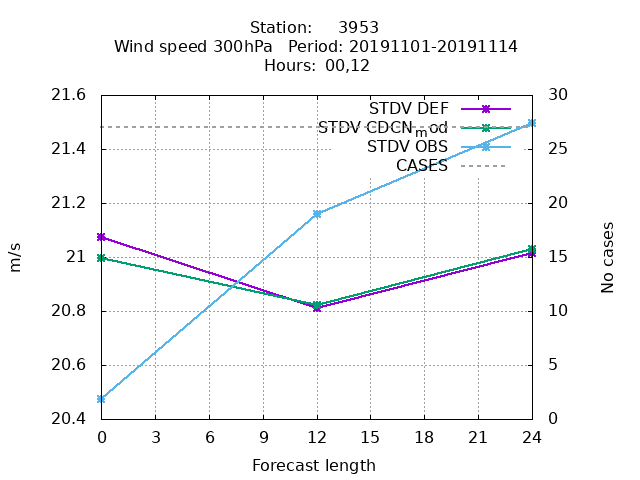 Station: 3953
Wind speed 300hPa Period: 20191101-20191114
Hours: 00,12
21.6
21.4
21.2
21
20.8
20.6
20.4
30
25
20
15
10
5
0
STDV DEF
STDV CDCNmod
STDV OBS
CASES
m/s
No cases
0 3 6 9 12 15 18 21 24
Forecast length